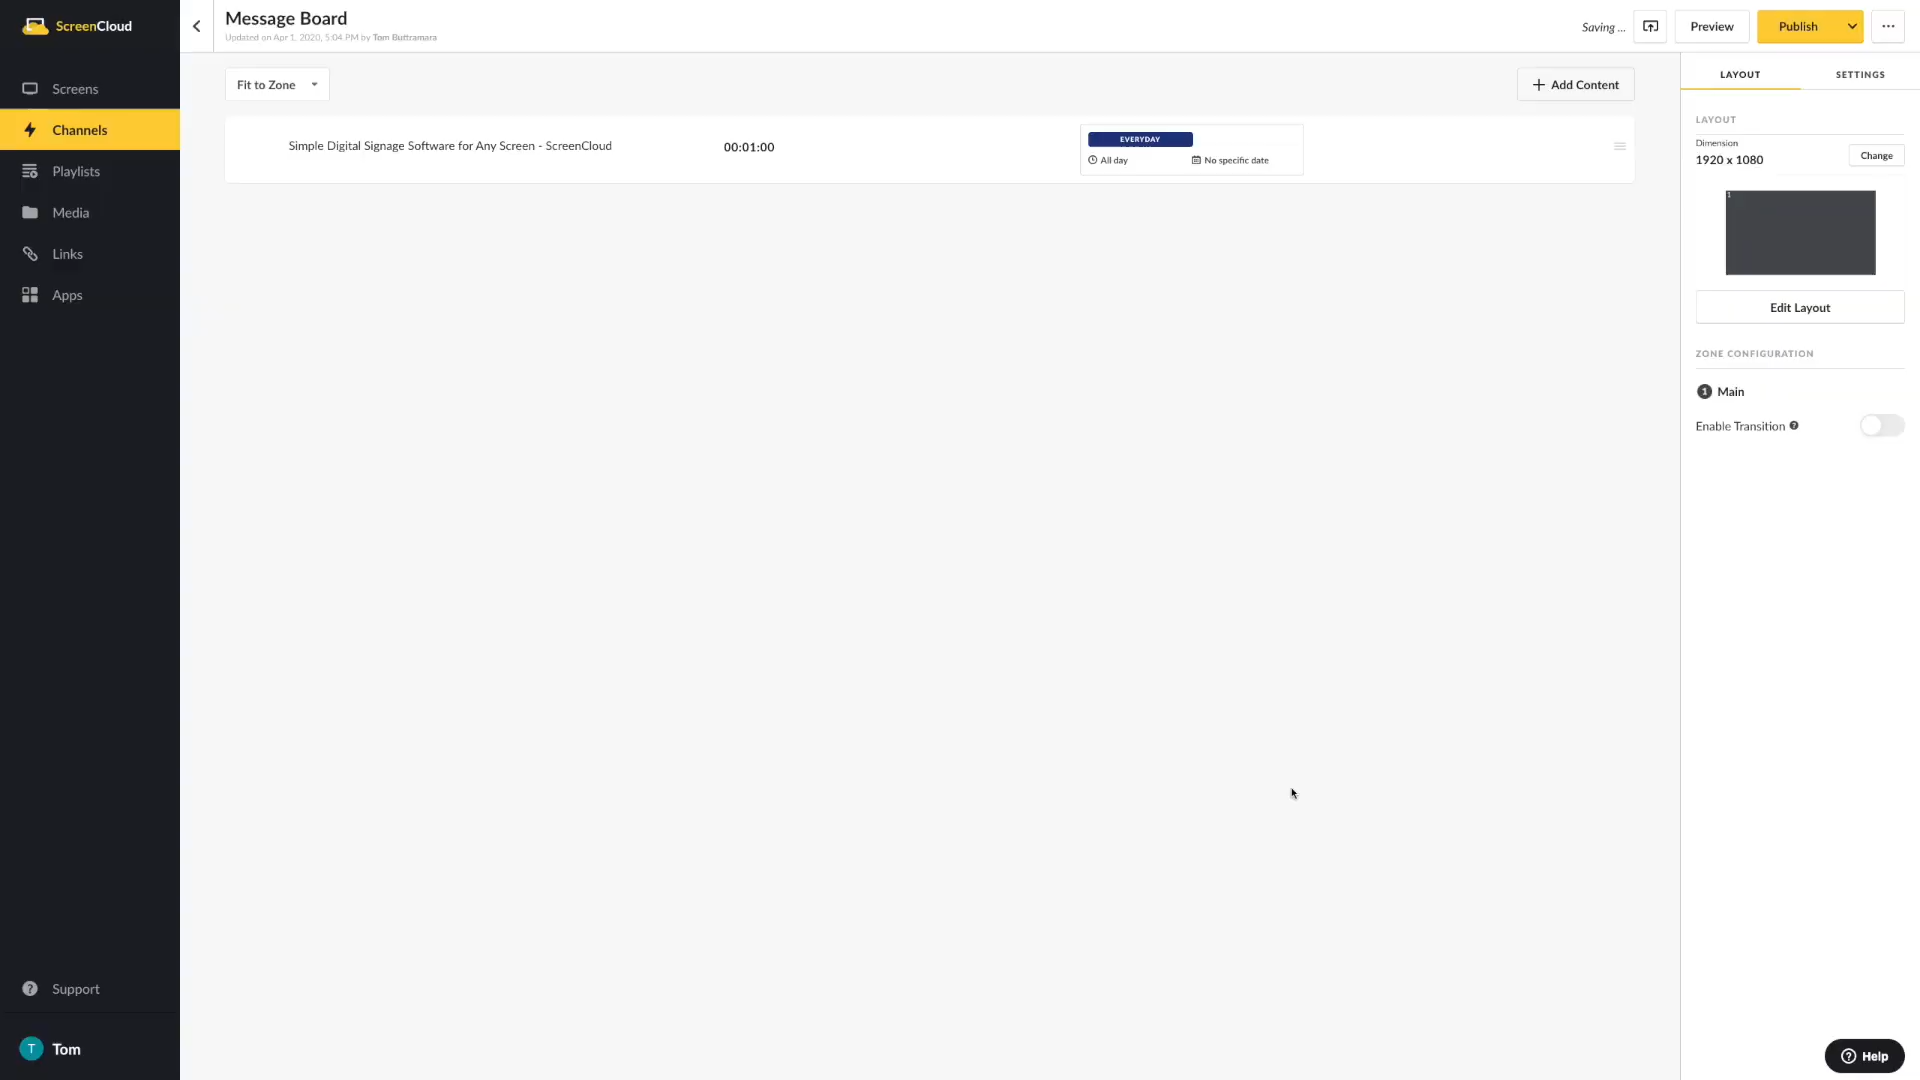 ScreenCloud
Screens
Channels
Playlists
Media
Links
Apps
Support
T
Tom
Message Board
Updated on Apr 1, 2020, 5:04 PM by Tom Buttramara
Saving ...
Preview
Publish
Fit to Zone
Add Content
Simple Digital Signage Software for Any Screen - ScreenCloud
00:01:00
EVERYDAY
All day
No specific date
LAYOUT
SETTINGS
LAYOUT
Dimension
1920 x 1080
Change
1
Edit Layout
ZONE CONFIGURATION
1 Main
Enable Transition
Help